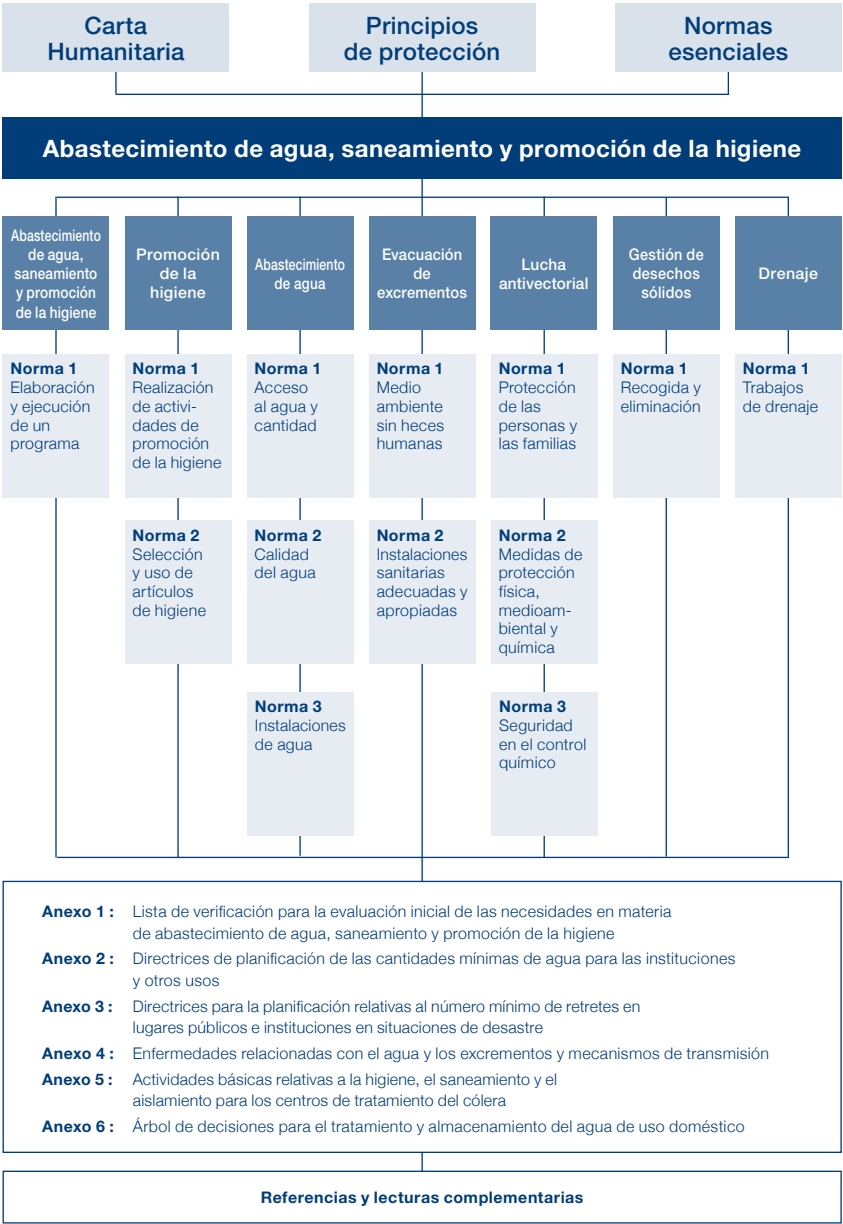 Carta
Humanitaria
Principios
de protección
Normas
esenciales
Abastecimiento de agua, saneamiento y promoción de la higiene
Abastecimiento
de agua,
saneamiento
y promoción
de la higiene
Promoción
de la
higiene
Abastecimiento
de agua
Evacuación
de
excrementos
Lucha
antivectorial
Gestión de
desechos
sólidos
Drenaje
Norma 1
Elaboración
y ejecución
de un
programa
Norma 1
Realización
de activi-
dades de
promoción
de la higiene
Norma 1
Acceso
al agua y
cantidad
Norma 1
Medio
ambiente
sin heces
humanas
Norma 1
Protección
de las
personas y
las familias
Norma 1
Recogida y
eliminación
Norma 1
Trabajos
de drenaje
Norma 2
Selección
y uso de
artículos
de higiene
Norma 2
Calidad
del agua
Norma 2
Instalaciones
sanitarias
adecuadas y
apropiadas
Norma 2
Medidas de
protección
física,
medioam-
biental y
química
Norma 3
Instalaciones
de agua
Norma 3
Seguridad
en el control
químico
Anexo 1 : Lista de verificación para la evaluación inicial de las necesidades en materia
de abastecimiento de agua, saneamiento y promoción de la higiene
Anexo 2 : Directrices de planificación de las cantidades mínimas de agua para las instituciones
y otros usos
Anexo 3 : Directrices para la planificación relativas al número mínimo de retretes en
lugares públicos e instituciones en situaciones de desastre
Anexo 4 : Enfermedades relacionadas con el agua y los excrementos y mecanismos de transmisión
Anexo 5 : Actividades básicas relativas a la higiene, el saneamiento y el
aislamiento para los centros de tratamiento del cólera
Anexo 6 : Árbol de decisiones para el tratamiento y almacenamiento del agua de uso doméstico
Referencias y lecturas complementarias